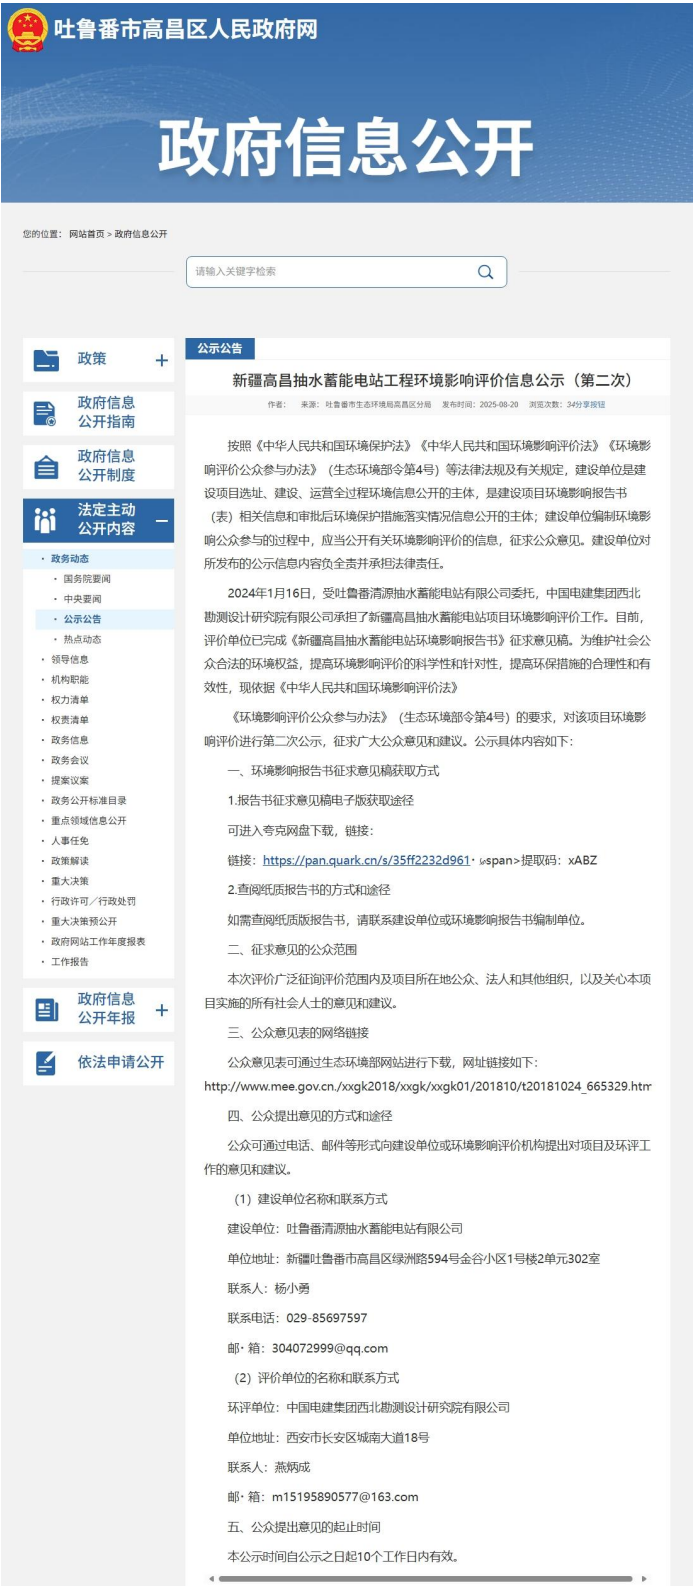 吐鲁番市高昌区人民政府网
政府信息公开
您的位置： 网站首页 > 政府信息公开
请输入关键字检索
政策
政府信息
公开指南
政府信息
公开制度
法定主动
公开内容
政务动态
国务院要闻
中央要闻
公示公告
热点动态
领导信息
机构职能
权力清单
权责清单
政务信息
政务会议
提案议案
政务公开标准目录
重点领域信息公开
人事任免
政策解读
重大决策
行政许可／行政处罚
重大决策预公开
政府网站工作年度报表
工作报告
政府信息
公开年报
依法申请公开
公示公告
新疆高昌抽水蓄能电站工程环境影响评价信息公示（第二次）
作者： 来源： 吐鲁番市生态环境局高昌区分局 发布时间：2025-08-20 浏览次数：34分享按钮
按照《中华人民共和国环境保护法》《中华人民共和国环境影响评价法》《环境影
响评价公众参与办法》（生态环境部令第4号）等法律法规及有关规定，建设单位是建
设项目选址、建设、运营全过程环境信息公开的主体，是建设项目环境影响报告书
（表）相关信息和审批后环境保护措施落实情况信息公开的主体；建设单位编制环境影
响公众参与的过程中，应当公开有关环境影响评价的信息，征求公众意见。建设单位对
所发布的公示信息内容负全责并承担法律责任。
2024年1月16日，受吐鲁番清源抽水蓄能电站有限公司委托，中国电建集团西北
勘测设计研究院有限公司承担了新疆高昌抽水蓄能电站项目环境影响评价工作。目前，
评价单位已完成《新疆高昌抽水蓄能电站环境影响报告书》征求意见稿。为维护社会公
众合法的环境权益，提高环境影响评价的科学性和针对性，提高环保措施的合理性和有
效性，现依据《中华人民共和国环境影响评价法》
《环境影响评价公众参与办法》（生态环境部令第4号）的要求，对该项目环境影
响评价进行第二次公示，征求广大公众意见和建议。公示具体内容如下：
一、环境影响报告书征求意见稿获取方式
1.报告书征求意见稿电子版获取途径
可进入夸克网盘下载，链接：
链接：https://pan.quark.cn/s/35ff2232d961· span>提取码：xABZ
2.查阅纸质报告书的方式和途径
如需查阅纸质版报告书，请联系建设单位或环境影响报告书编制单位。
二、征求意见的公众范围
本次评价广泛征询评价范围内及项目所在地公众、法人和其他组织，以及关心本项
目实施的所有社会人士的意见和建议。
三、公众意见表的网络链接
公众意见表可通过生态环境部网站进行下载，网址链接如下：
http://www.mee.gov.cn./xxgk2018/xxgk/xxgk01/201810/t20181024_665329.htm
四、公众提出意见的方式和途径
公众可通过电话、邮件等形式向建设单位或环境影响评价机构提出对项目及环评工
作的意见和建议。
（1）建设单位名称和联系方式
建设单位：吐鲁番清源抽水蓄能电站有限公司
单位地址：新疆吐鲁番市高昌区绿洲路594号金谷小区1号楼2单元302室
联系人：杨小勇
联系电话：029-85697597
邮· 箱：304072999@qq.com
（2）评价单位的名称和联系方式
环评单位：中国电建集团西北勘测设计研究院有限公司
单位地址：西安市长安区城南大道18号
联系人：燕炳成
邮· 箱：m15195890577@163.com
五、公众提出意见的起止时间
本公示时间自公示之日起10个工作日内有效。